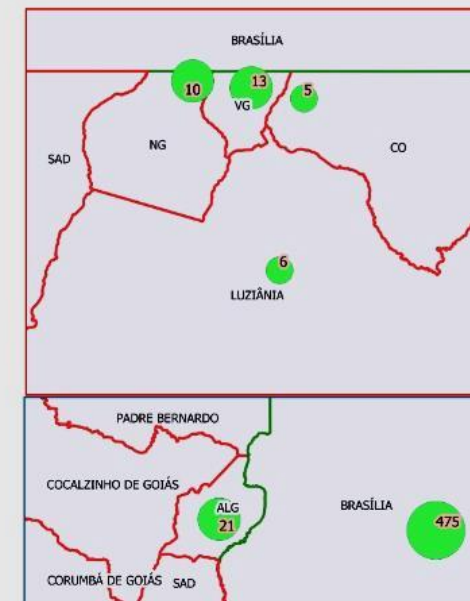 BRASÍLIA
10
13
5
VG
NG
CO
SAD
6
LUZIÂNIA
PADRE BERNARDO
COCALZINHO DE GOIÁS
ALG
21
BRASÍLIA
475
CORUMBÁ DE GOIÁS
SAD